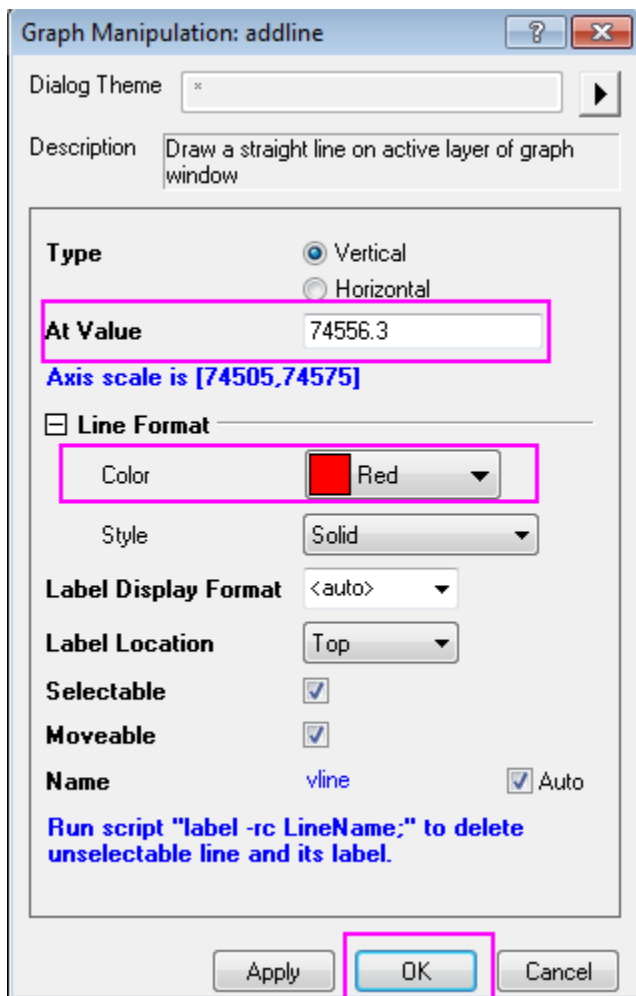 Graph Manipulation: addline
Dialog Theme *
Description Draw a straight line on active layer of graph
window
Type Vertical
Horizontal
At Value 74556.3
Axis scale is [74505,74575]
Line Format
Color Red
Style Solid
Label Display Format <auto>
Label Location Top
Selectable
Moveable
Name vline Auto
Run script "label -rc LineName;" to delete
unselectable line and its label.
Apply OK Cancel